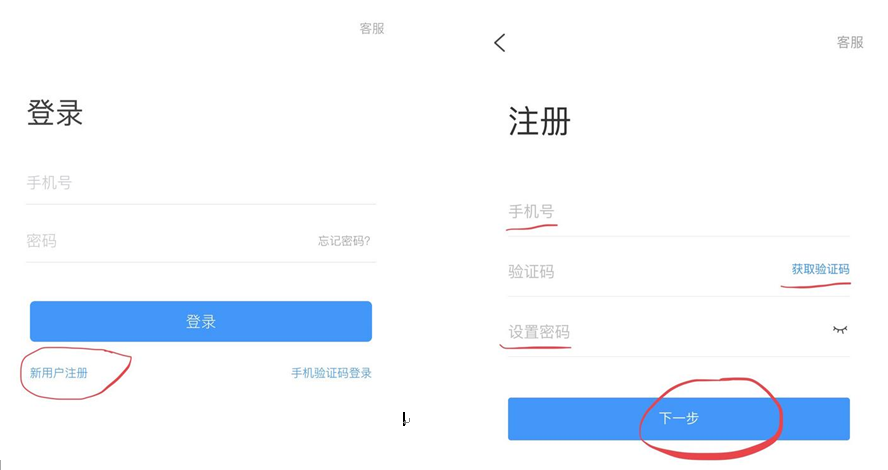 客服
登录
手机号
密码 忘记密码?
登录
新用户注册 手机验证码登录
客服
注册
手机号
验证码 获取验证码
设置密码
下一步